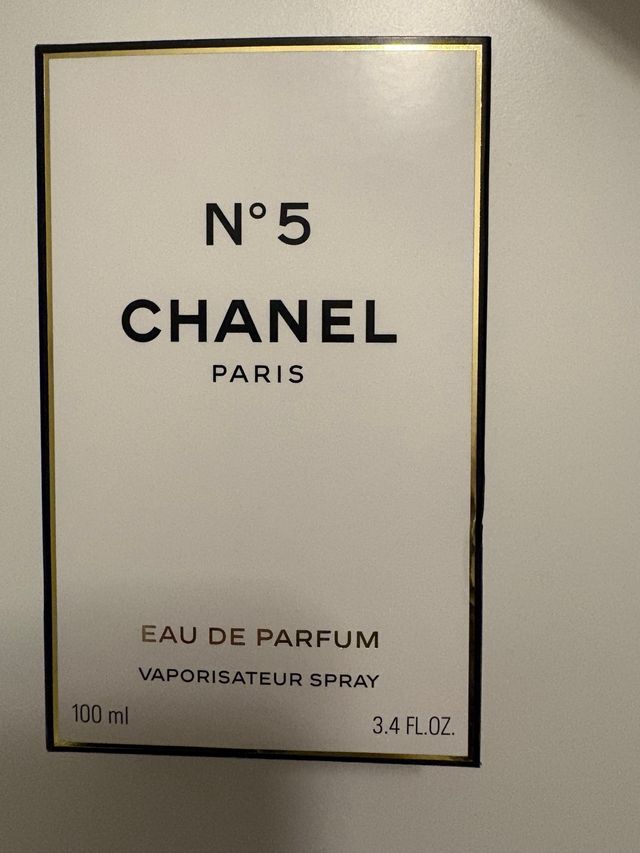 N° 5
CHANEL
PARIS
EAU DE PARFUM
VAPORISATEUR SPRAY
100 ml
3.4 FL.OZ.